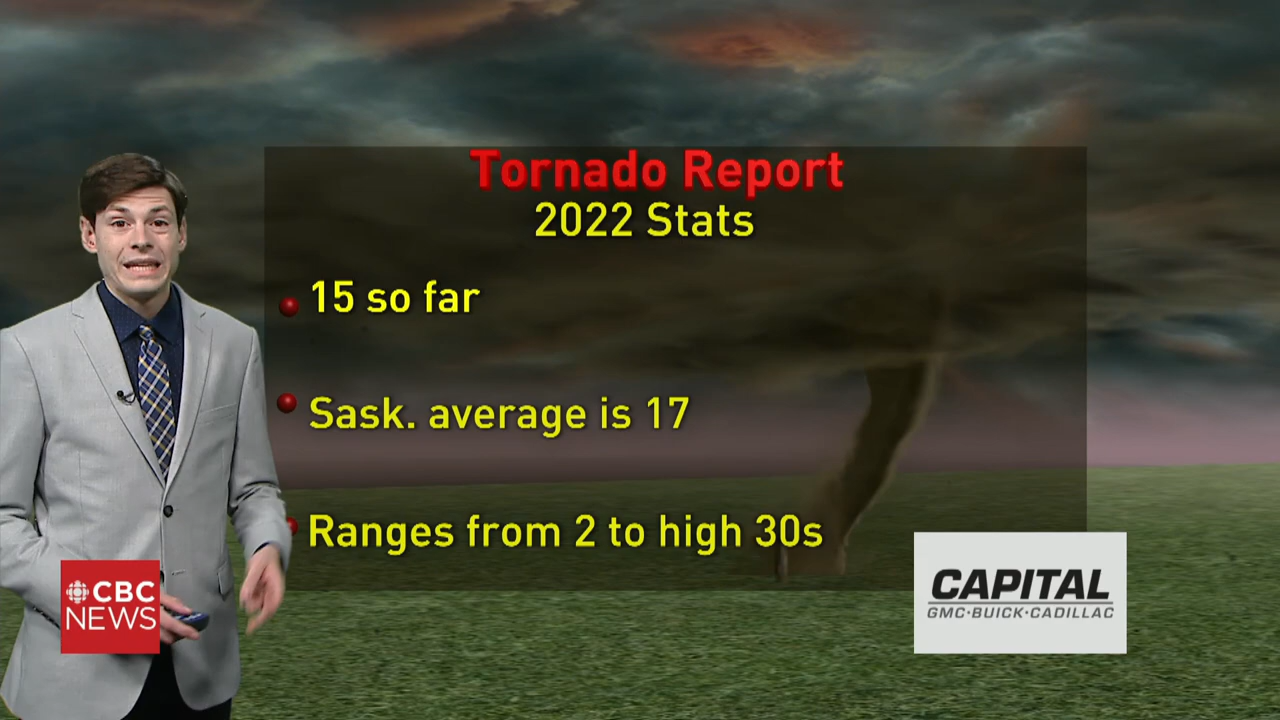 Tornado Report
2022 Stats
15 so far
Sask. average is 17
Ranges from 2 to high 30s
CBC
NEWS
CAPITAL
GMC·BUICK·CADILLAC